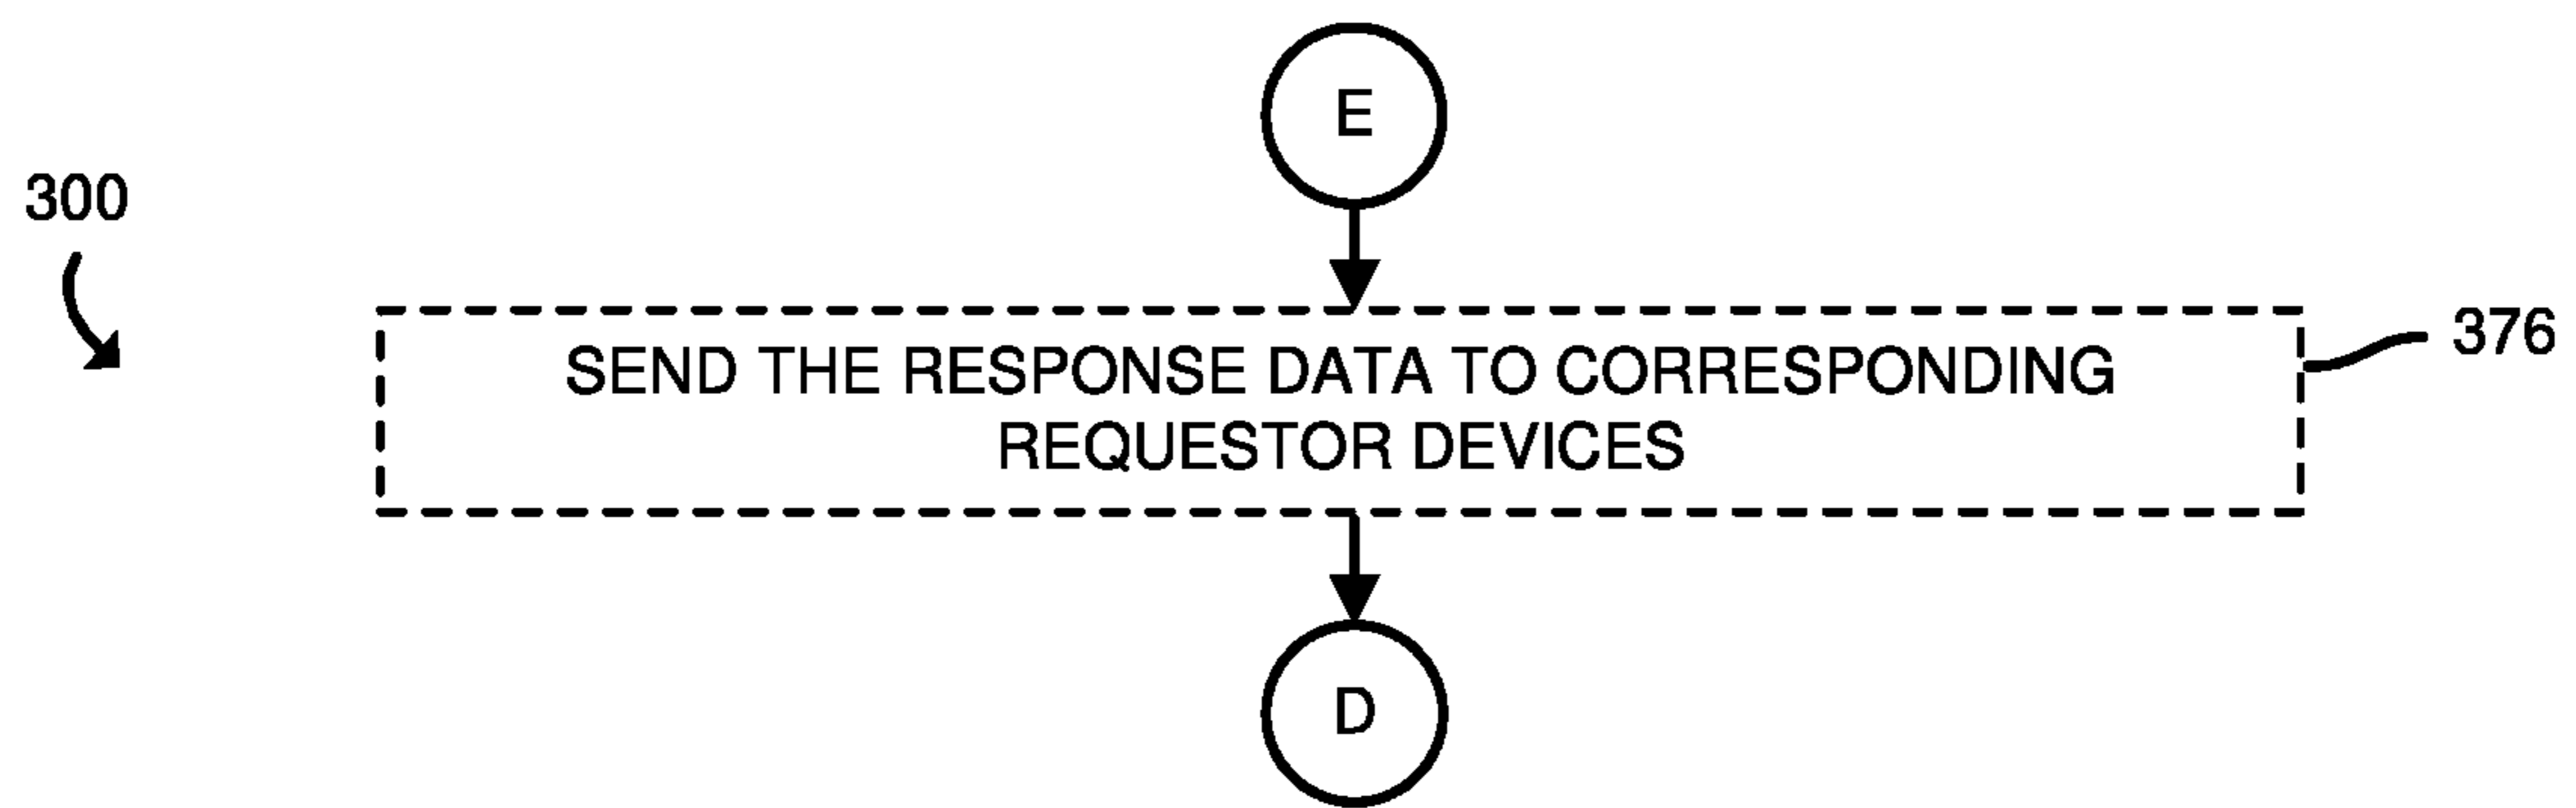 E
300
SEND THE RESPONSE DATA TO CORRESPONDING
REQUESTOR DEVICES
376
D